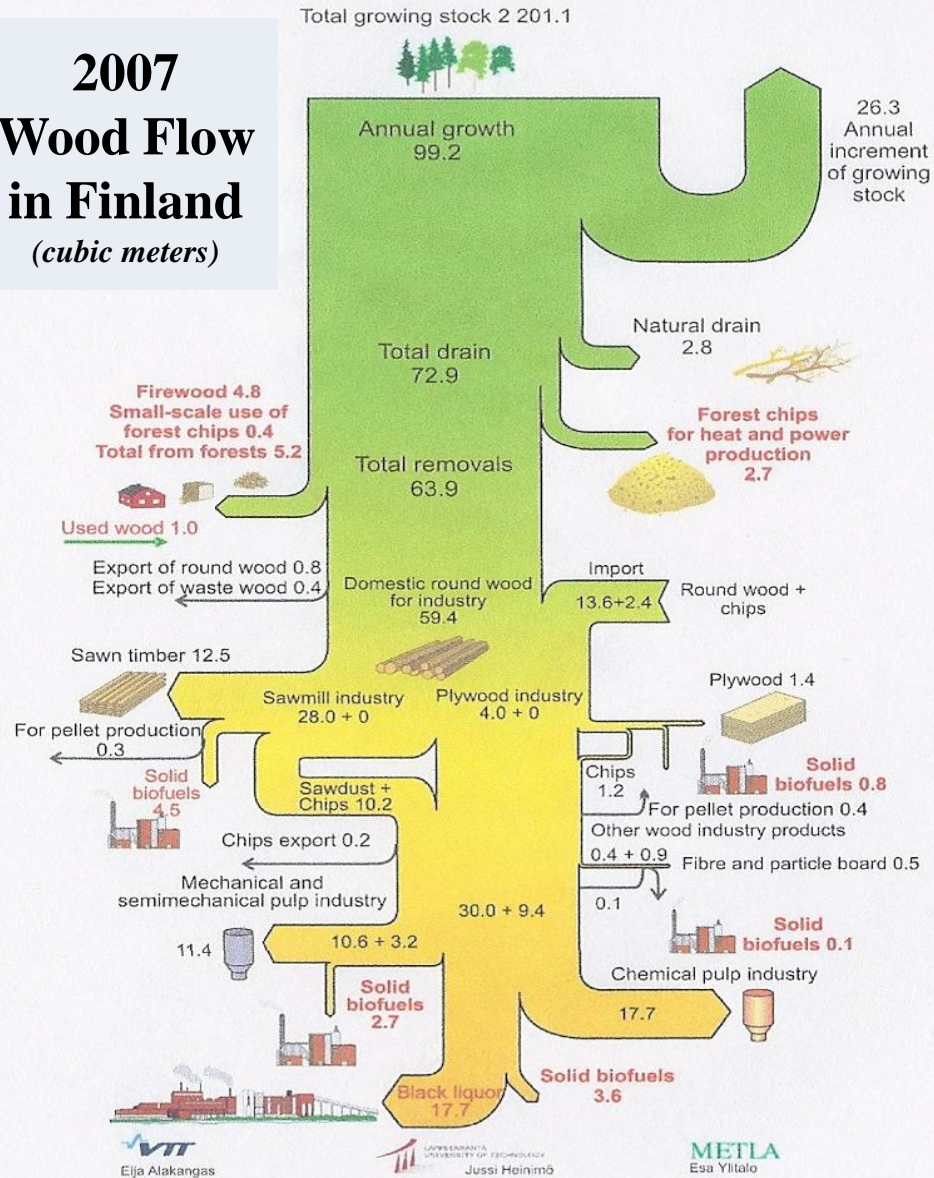 Total growing stock 2 201.1
2007
Wood Flow
in Finland
(cubic meters)
Annual growth
99.2
26.3
Annual
increment
of growing
stock
Natural drain
2.8
Total drain
72.9
Firewood 4.8
Small-scale use of
forest chips 0.4
Total from forests 5.2
Forest chips
for heat and power
production
2.7
Total removals
63.9
Used wood 1.0
Export of round wood 0.8
Export of waste wood 0.4
Domestic round wood
for industry
59.4
Import
13.6+2.4
Round wood +
chips
Sawn timber 12.5
Sawmill industry
28.0 + 0
Plywood industry
4.0 + 0
Plywood 1.4
For pellet production
0.3
Solid
biofuels
4.5
Sawdust +
Chips 10.2
Chips
1.2
Solid
biofuels 0.8
For pellet production 0.4
Other wood industry products
Chips export 0.2
0.4 + 0.9
Fibre and particle board 0.5
Mechanical and
semimechanical pulp industry
30.0 + 9.4
0.1
Solid
biofuels 0.1
11.4
10.6 + 3.2
Chemical pulp industry
17.7
Solid
biofuels
2.7
Solid biofuels
3.6
Black liquor
17.7
VTT
Eija Alakangas
LAPPEENRANTA
UNIVERSITY OF TECHNOLOGY
Jussi Heinimö
METLA
Esa Ylitalo